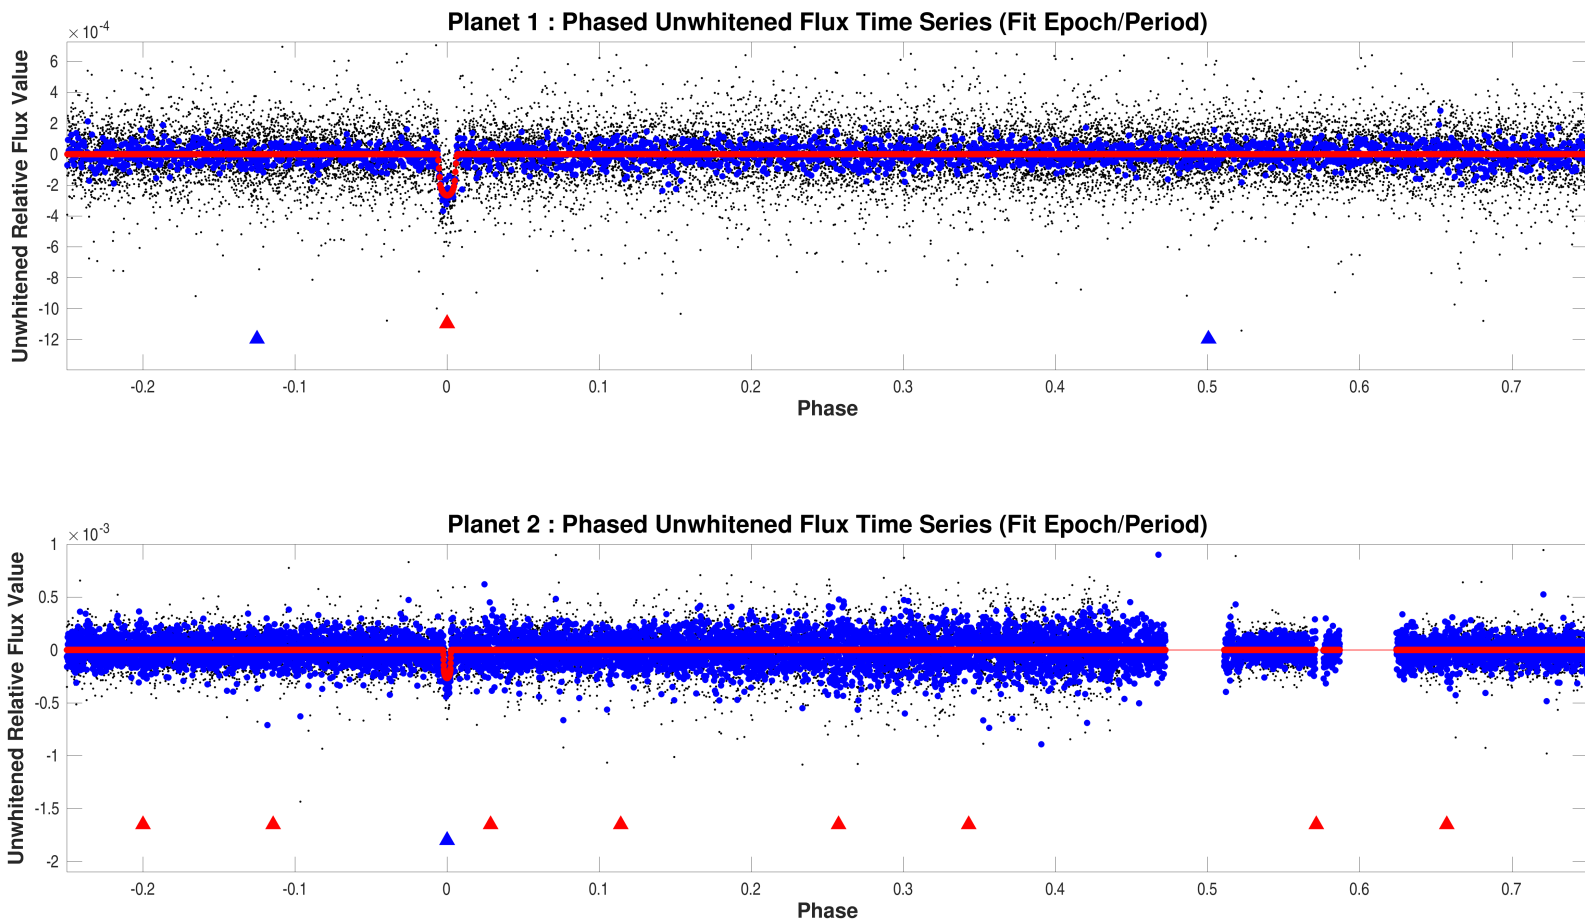 Planet 1 : Phased Unwhitened Flux Time Series (Fit Epoch/Period)
× 10-4
Unwhitened Relative Flux Value
6
4
2
0
-2
-4
-6
-8
-10
-12
-0.2 -0.1 0 0.1 0.2 0.3 0.4 0.5 0.6 0.7
Phase
Planet 2 : Phased Unwhitened Flux Time Series (Fit Epoch/Period)
× 10-3
Unwhitened Relative Flux Value
1
0.5
0
-0.5
-1
-1.5
-2
-0.2 -0.1 0 0.1 0.2 0.3 0.4 0.5 0.6 0.7
Phase